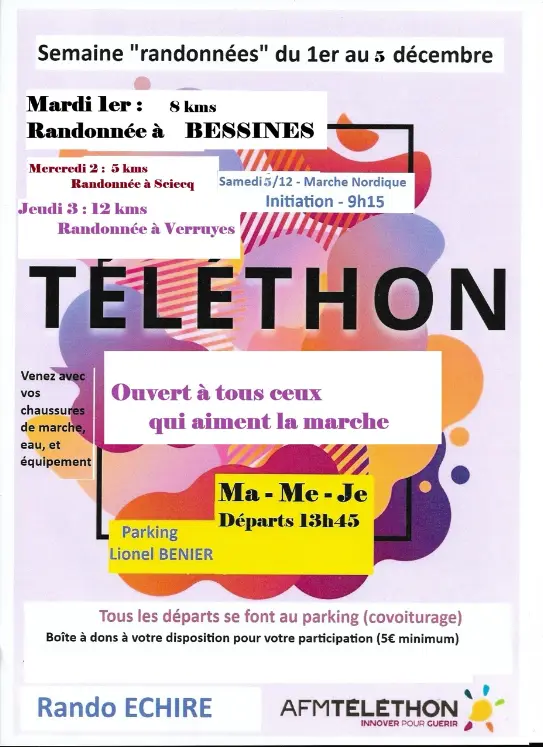 Semaine "randonnées" du 1er au 5 décembre
Mardi 1er : 8 kms
Randonnée à BESSINES
Mercredi 2 : 5 kms
Randonnée à Sciecq
Jeudi 3 : 12 kms
Randonnée à Verruyes
Samedi 5/12 - Marche Nordique
Initiation - 9h15
TÉLÉTHON
Venez avec
vos
chaussures
de marche,
eau, et
équipement
Ouvert à tous ceux
qui aiment la marche
Ma - Me - Je
Départs 13h45
Parking
Lionel BENIER
Tous les départs se font au parking (covoiturage)
Boîte à dons à votre disposition pour votre participation (5€ minimum)
Rando ECHIRE
AFMTÉLÉTHON
INNOVER POUR GUÉRIR